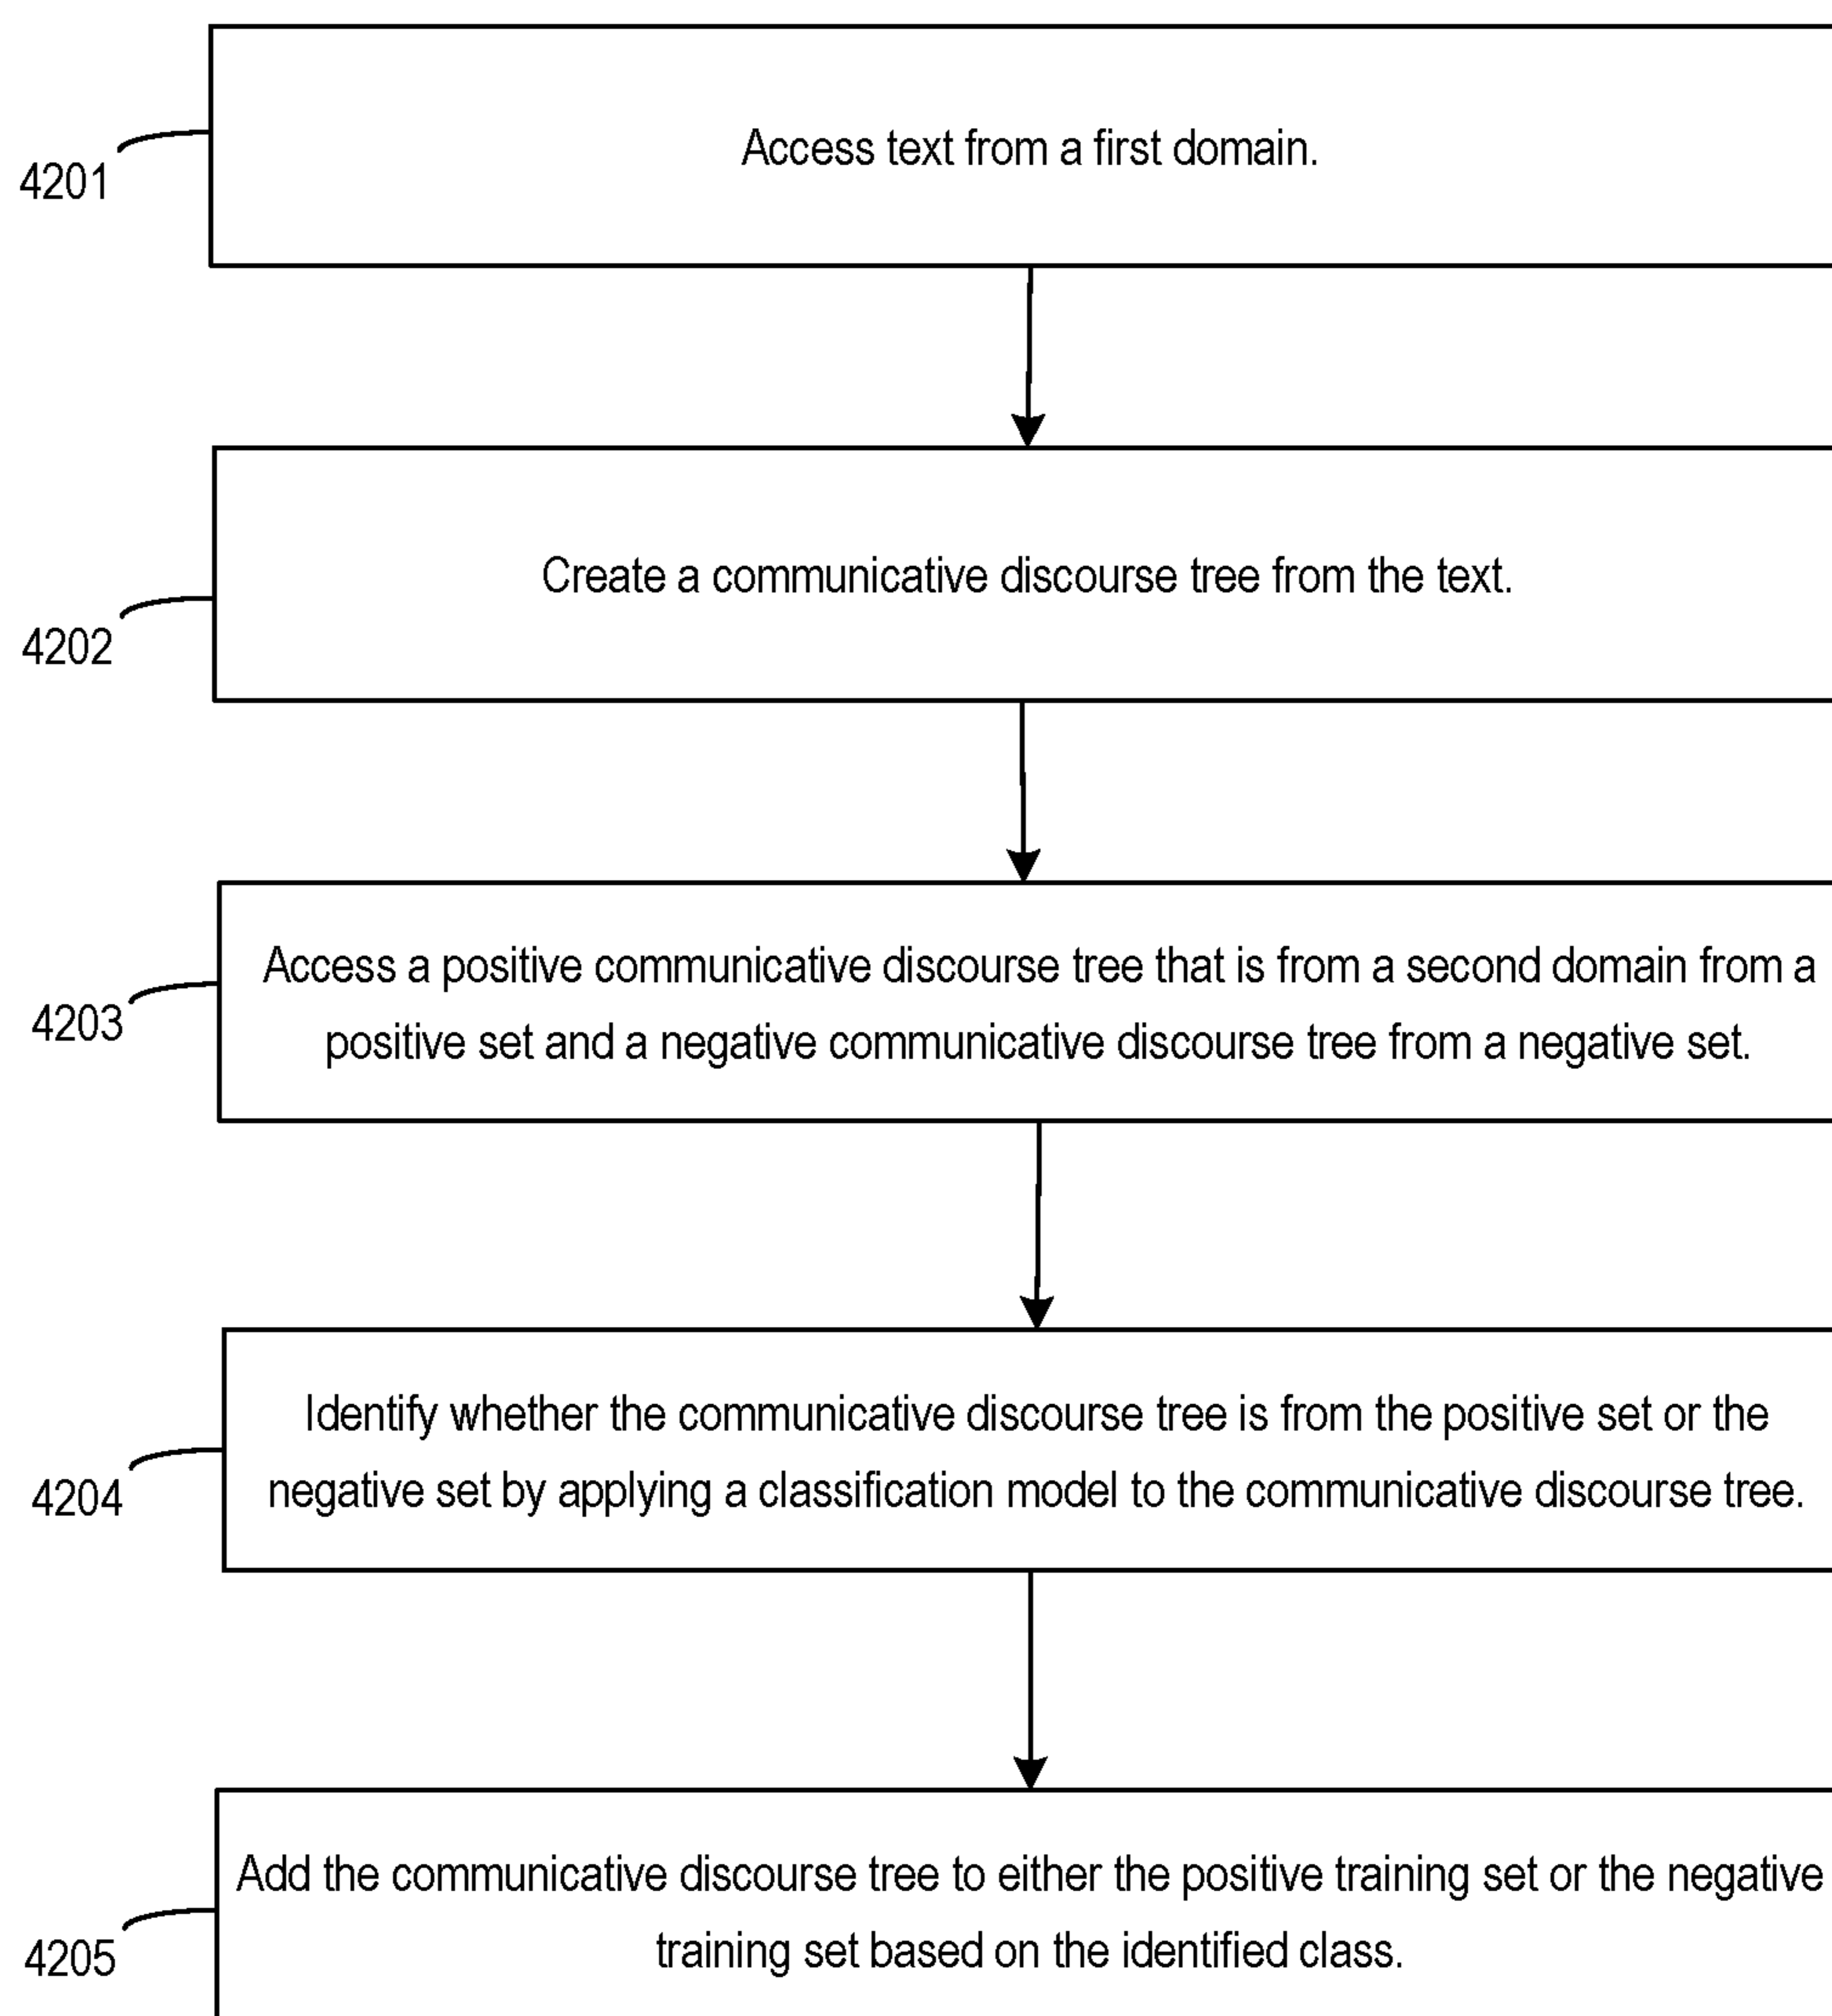 Access text from a first domain.
4201
Create a communicative discourse tree from the text.
4202
Access a positive communicative discourse tree that is from a second domain from a
positive set and a negative communicative discourse tree from a negative set.
4203
Identify whether the communicative discourse tree is from the positive set or the
negative set by applying a classification model to the communicative discourse tree.
4204
Add the communicative discourse tree to either the positive training set or the negative
training set based on the identified class.
4205